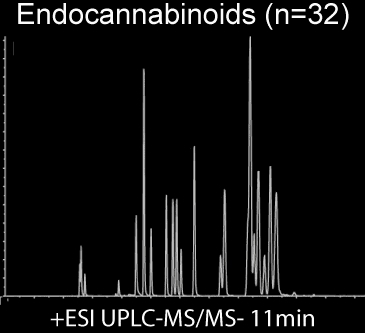 Endocannabinoids (n=32)
+ESI UPLC-MS/MS- 11min